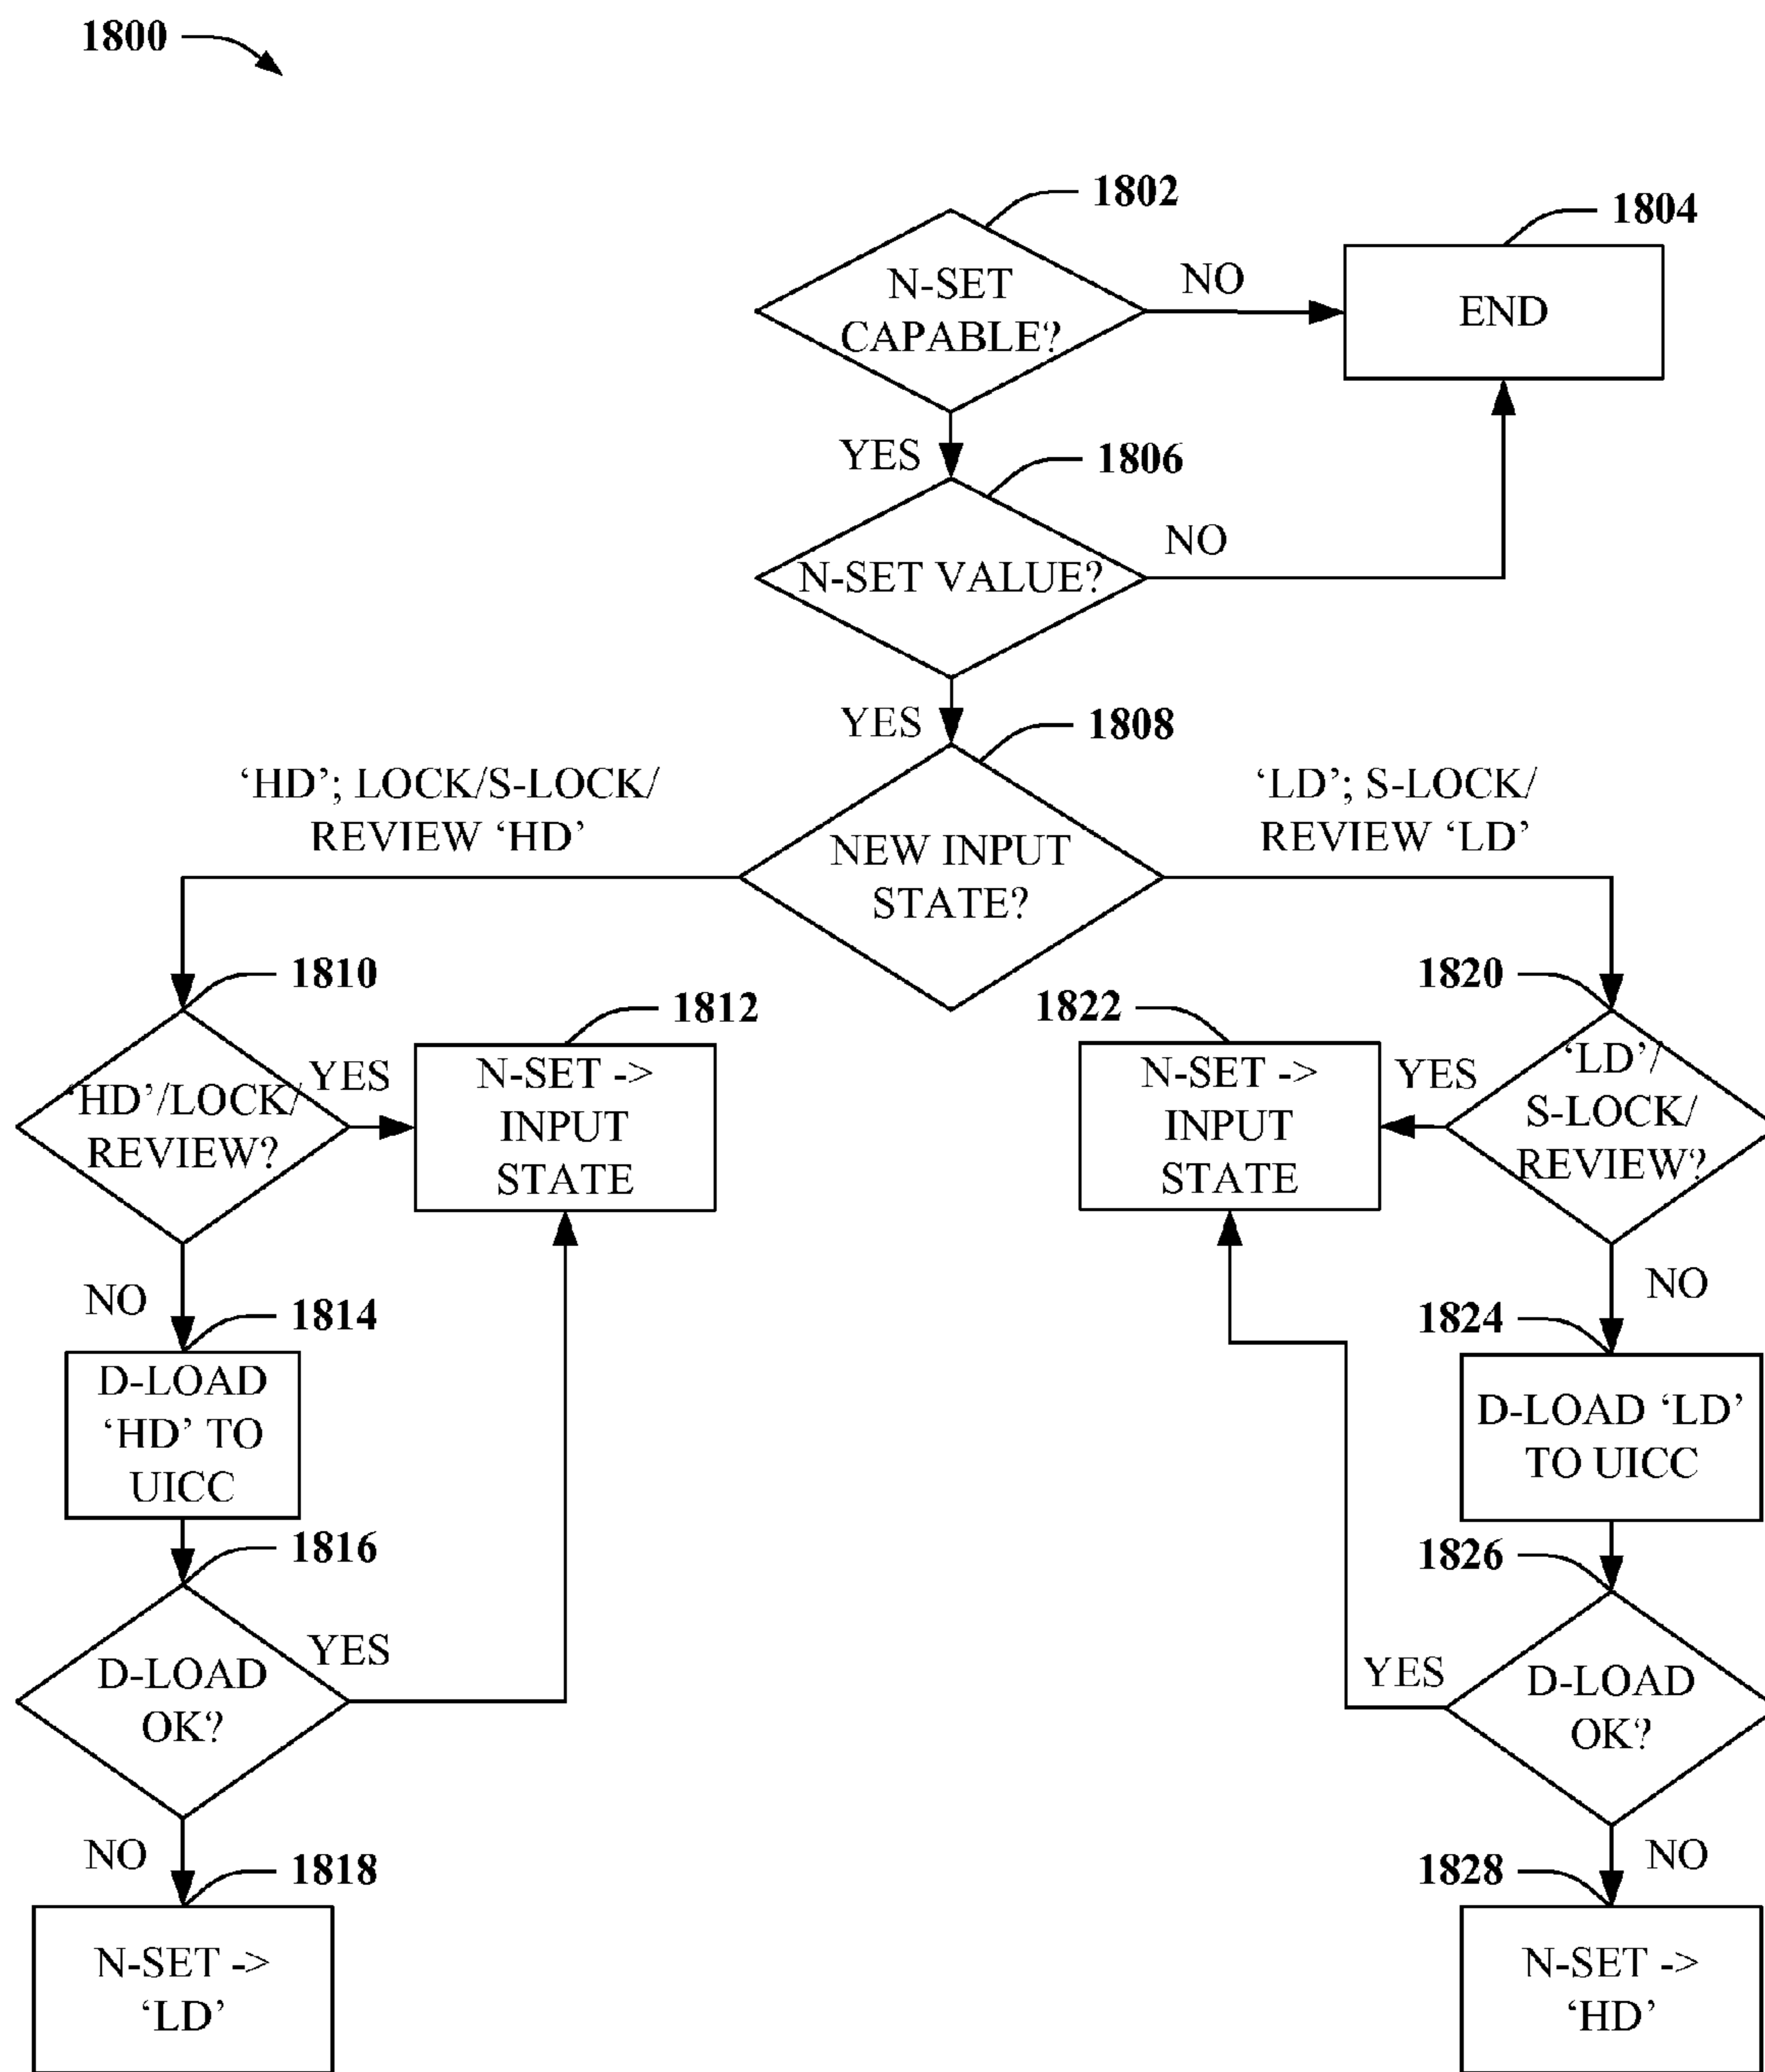 1800
1802
1804
N-SET
CAPABLE?
NO
END
YES
1806
N-SET VALUE?
NO
YES
1808
‘HD’; LOCK/S-LOCK/
REVIEW ‘HD’
‘LD’; S-LOCK/
REVIEW ‘LD’
NEW INPUT
STATE?
1810
‘HD’/LOCK/
REVIEW?
YES
1812
N-SET ->
INPUT
STATE
1820
‘LD’/
S-LOCK/
REVIEW?
YES
1822
N-SET ->
INPUT
STATE
NO
1814
D-LOAD
‘HD’ TO
UICC
NO
1824
D-LOAD ‘LD’
TO UICC
1816
D-LOAD
OK?
YES
1826
D-LOAD
OK?
YES
NO
1818
N-SET ->
‘LD’
NO
1828
N-SET ->
‘HD’